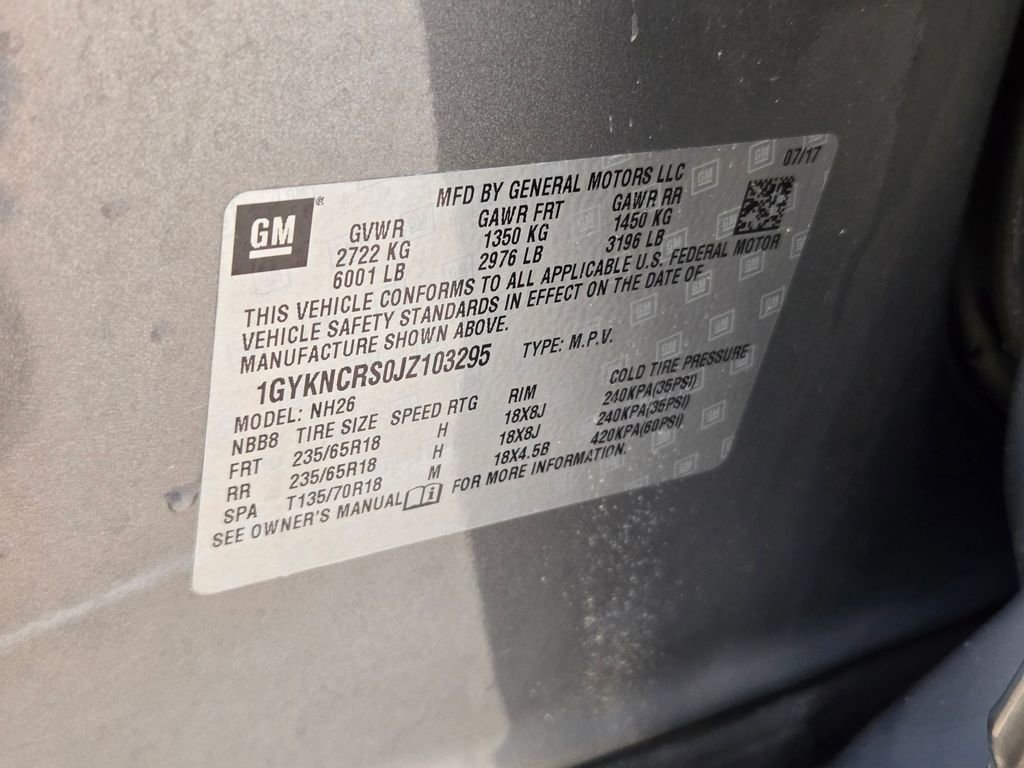 GM
MFD BY GENERAL MOTORS LLC 07/17
GVWR GAWR FRT GAWR RR
2722 KG 1350 KG 1450 KG
6001 LB 2976 LB 3196 LB
THIS VEHICLE CONFORMS TO ALL APPLICABLE U.S. FEDERAL MOTOR
VEHICLE SAFETY STANDARDS IN EFFECT ON THE DATE OF
MANUFACTURE SHOWN ABOVE.
1GYKNCRS0JZ103295 TYPE: M.P.V.
MODEL: NH26
NBB8 TIRE SIZE SPEED RTG RIM COLD TIRE PRESSURE
FRT 235/65R18 H 18X8J 240KPA(35PSI)
RR 235/65R18 H 18X8J 240KPA(35PSI)
SPA T135/70R18 M 18X4.5B 420KPA(60PSI)
SEE OWNER'S MANUAL FOR MORE INFORMATION.